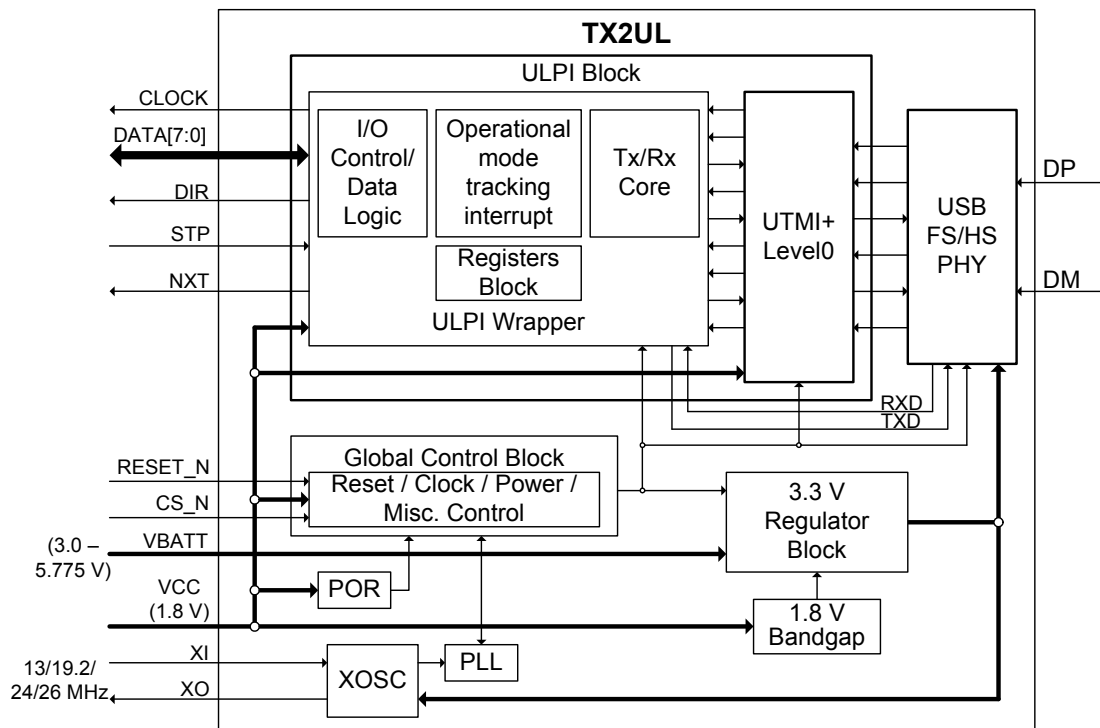 TX2UL
ULPI Block
CLOCK
DATA[7:0]
DIR
STP
NXT
I/O
Control/
Data
Logic
Operational
mode
tracking
interrupt
Tx/Rx
Core
Registers
Block
ULPI Wrapper
UTMI+
Level0
USB
FS/HS
PHY
DP
DM
RXD
TXD
RESET_N
CS_N
Global Control Block
Reset / Clock / Power /
Misc. Control
3.3 V
Regulator
Block
(3.0 –
5.775 V)
VBATT
VCC
(1.8 V)
POR
1.8 V
Bandgap
13/19.2/
24/26 MHz
XI
XO
XOSC
PLL